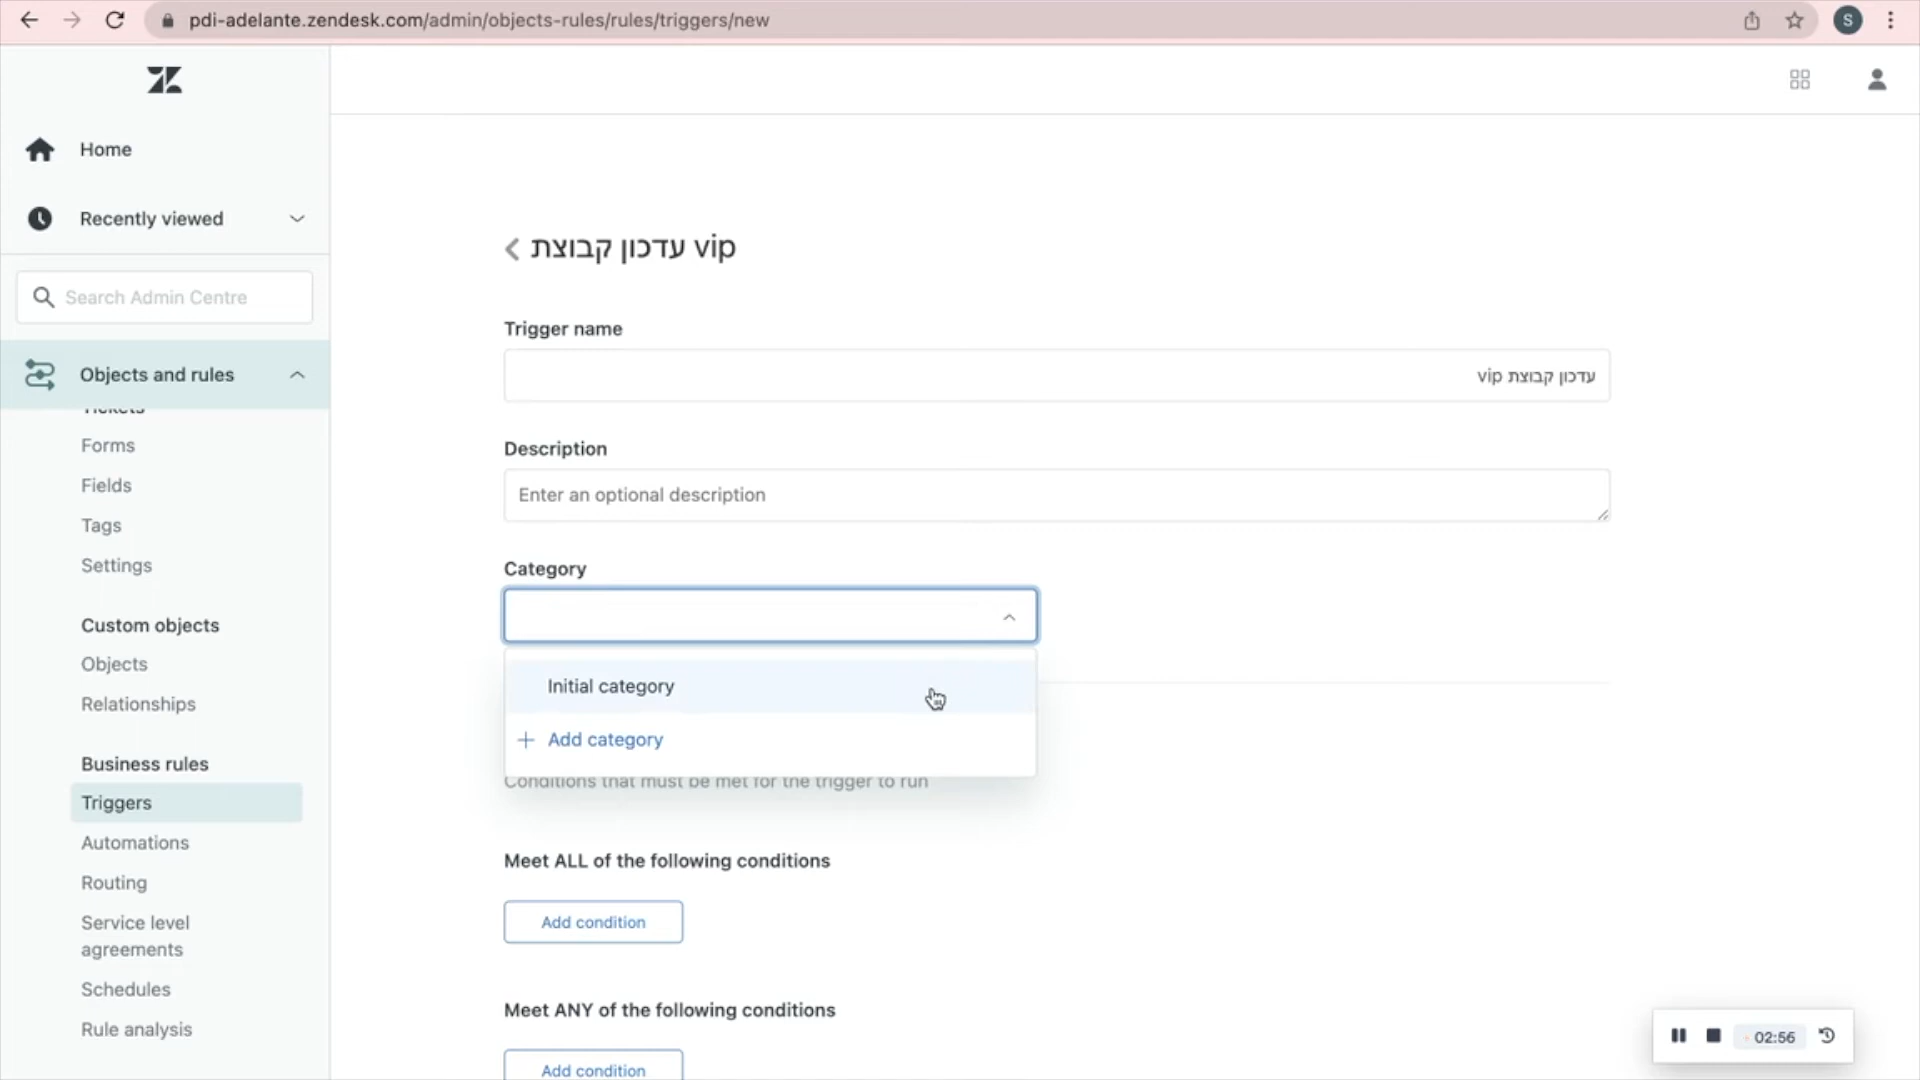 pdi-adelante.zendesk.com/admin/objects-rules/rules/triggers/new
S
Home
Recently viewed
Search Admin Centre
Objects and rules
Tickets
Forms
Fields
Tags
Settings
Custom objects
Objects
Relationships
Business rules
Triggers
Automations
Routing
Service level
agreements
Schedules
Rule analysis
עדכון קבוצת vip
Trigger name
עדכון קבוצת vip
Description
Enter an optional description
Category
Initial category
+ Add category
Conditions that must be met for the trigger to run
Meet ALL of the following conditions
Add condition
Meet ANY of the following conditions
Add condition
02:56